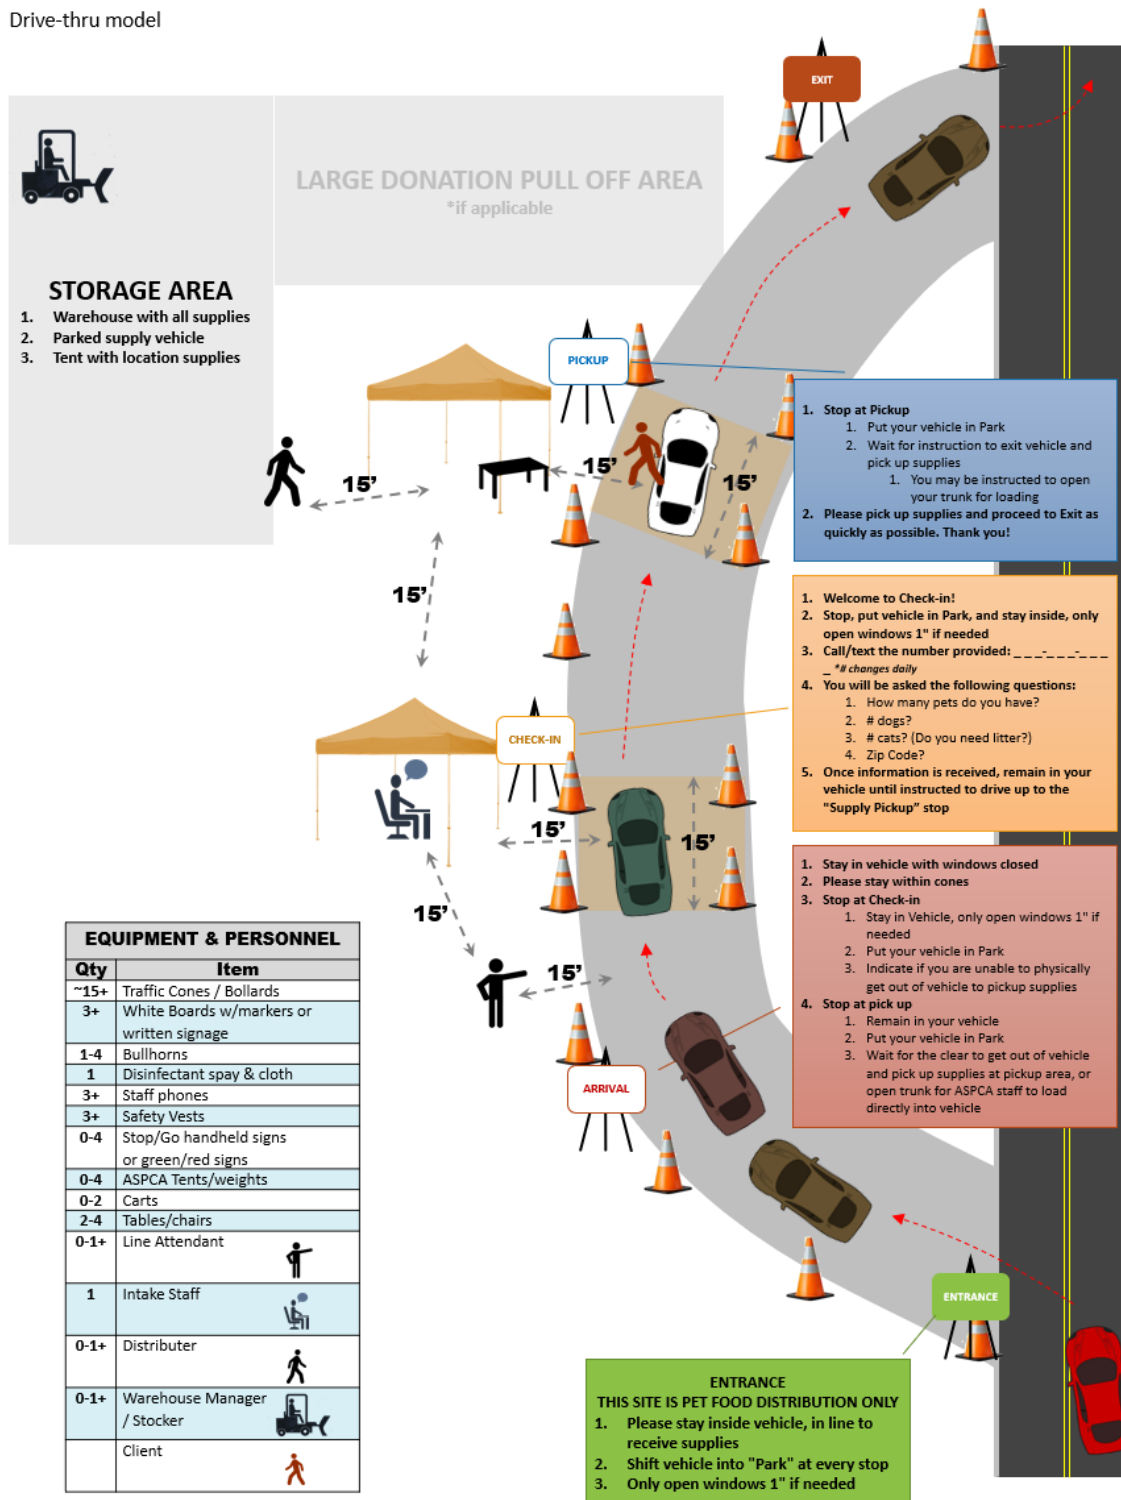 Drive-thru model
EXIT
LARGE DONATION PULL OFF AREA
*if applicable
STORAGE AREA
1. Warehouse with all supplies
2. Parked supply vehicle
3. Tent with location supplies
PICKUP
15'
15'
15'
15'
1. Stop at Pickup
1. Put your vehicle in Park
2. Wait for instruction to exit vehicle and
pick up supplies
1. You may be instructed to open
your trunk for loading
2. Please pick up supplies and proceed to Exit as
quickly as possible. Thank you!
CHECK-IN
15'
15'
15'
15'
1. Welcome to Check-in!
2. Stop, put vehicle in Park, and stay inside, only
open windows 1" if needed
3. Call/text the number provided: _ _ _-_ _ _-_ _ _
_ *# changes daily
4. You will be asked the following questions:
1. How many pets do you have?
2. # dogs?
3. # cats? (Do you need litter?)
4. Zip Code?
5. Once information is received, remain in your
vehicle until instructed to drive up to the
"Supply Pickup" stop
ARRIVAL
1. Stay in vehicle with windows closed
2. Please stay within cones
3. Stop at Check-in
1. Stay in Vehicle, only open windows 1" if
needed
2. Put your vehicle in Park
3. Indicate if you are unable to physically
get out of vehicle to pickup supplies
4. Stop at pick up
1. Remain in your vehicle
2. Put your vehicle in Park
3. Wait for the clear to get out of vehicle
and pick up supplies at pickup area, or
open trunk for ASPCA staff to load
directly into vehicle
EQUIPMENT & PERSONNEL
Qty Item
~15+ Traffic Cones / Bollards
3+ White Boards w/markers or
written signage
1-4 Bullhorns
1 Disinfectant spay & cloth
3+ Staff phones
3+ Safety Vests
0-4 Stop/Go handheld signs
or green/red signs
0-4 ASPCA Tents/weights
0-2 Carts
2-4 Tables/chairs
0-1+ Line Attendant
1 Intake Staff
0-1+ Distributer
0-1+ Warehouse Manager
/ Stocker
Client
ENTRANCE
ENTRANCE
THIS SITE IS PET FOOD DISTRIBUTION ONLY
1. Please stay inside vehicle, in line to
receive supplies
2. Shift vehicle into "Park" at every stop
3. Only open windows 1" if needed